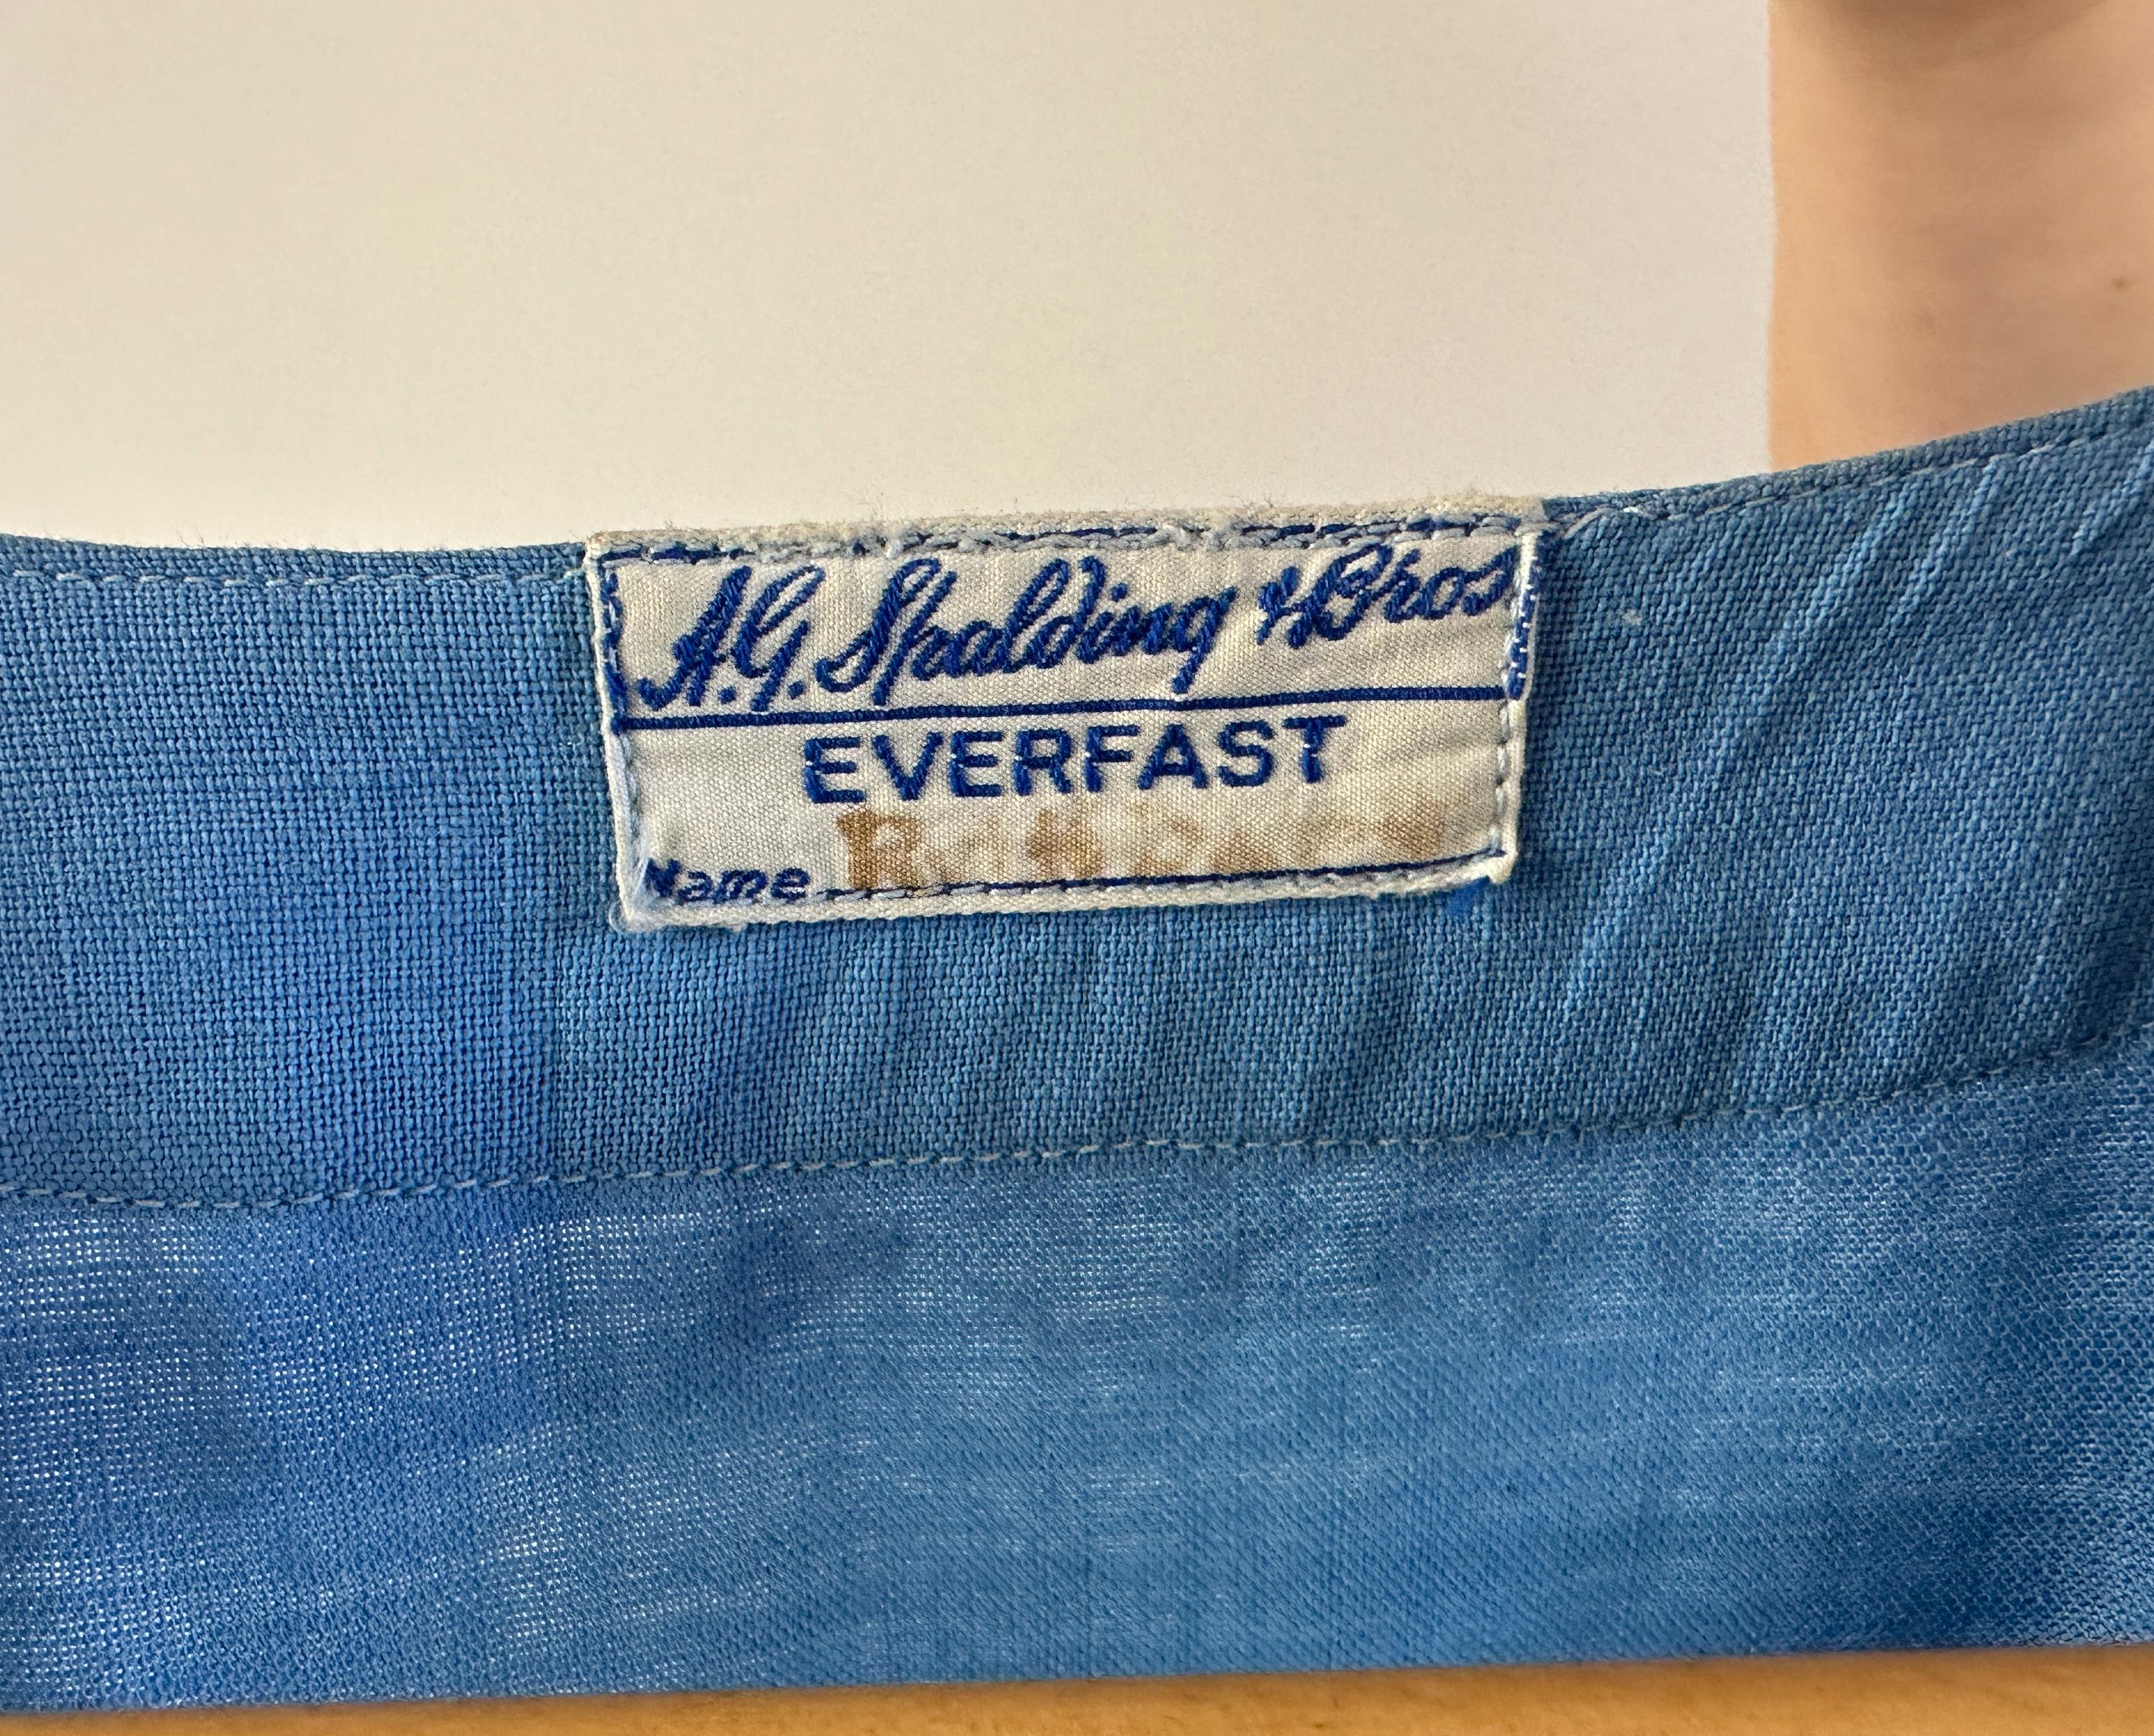 A.G. Spalding & Bros
EVERFAST
Name